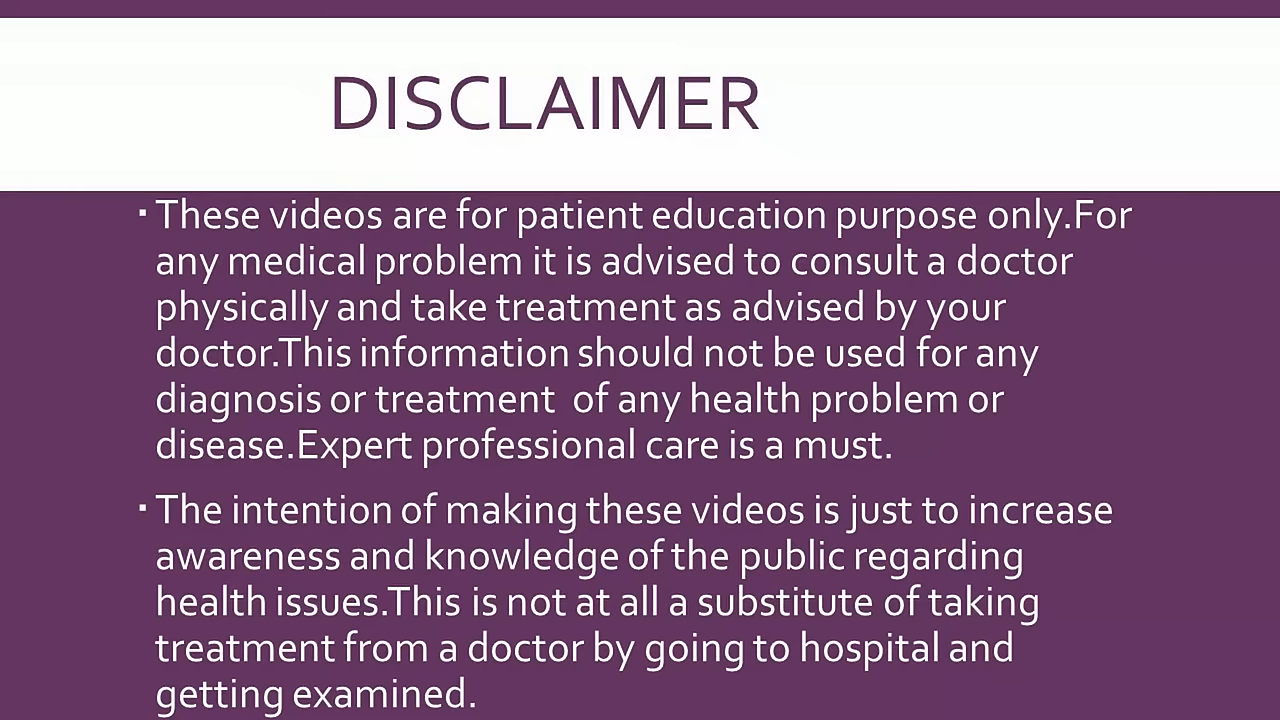 DISCLAIMER
▪ These videos are for patient education purpose only.For
any medical problem it is advised to consult a doctor
physically and take treatment as advised by your
doctor.This information should not be used for any
diagnosis or treatment  of any health problem or
disease.Expert professional care is a must.
▪ The intention of making these videos is just to increase
awareness and knowledge of the public regarding
health issues.This is not at all a substitute of taking
treatment from a doctor by going to hospital and
getting examined.